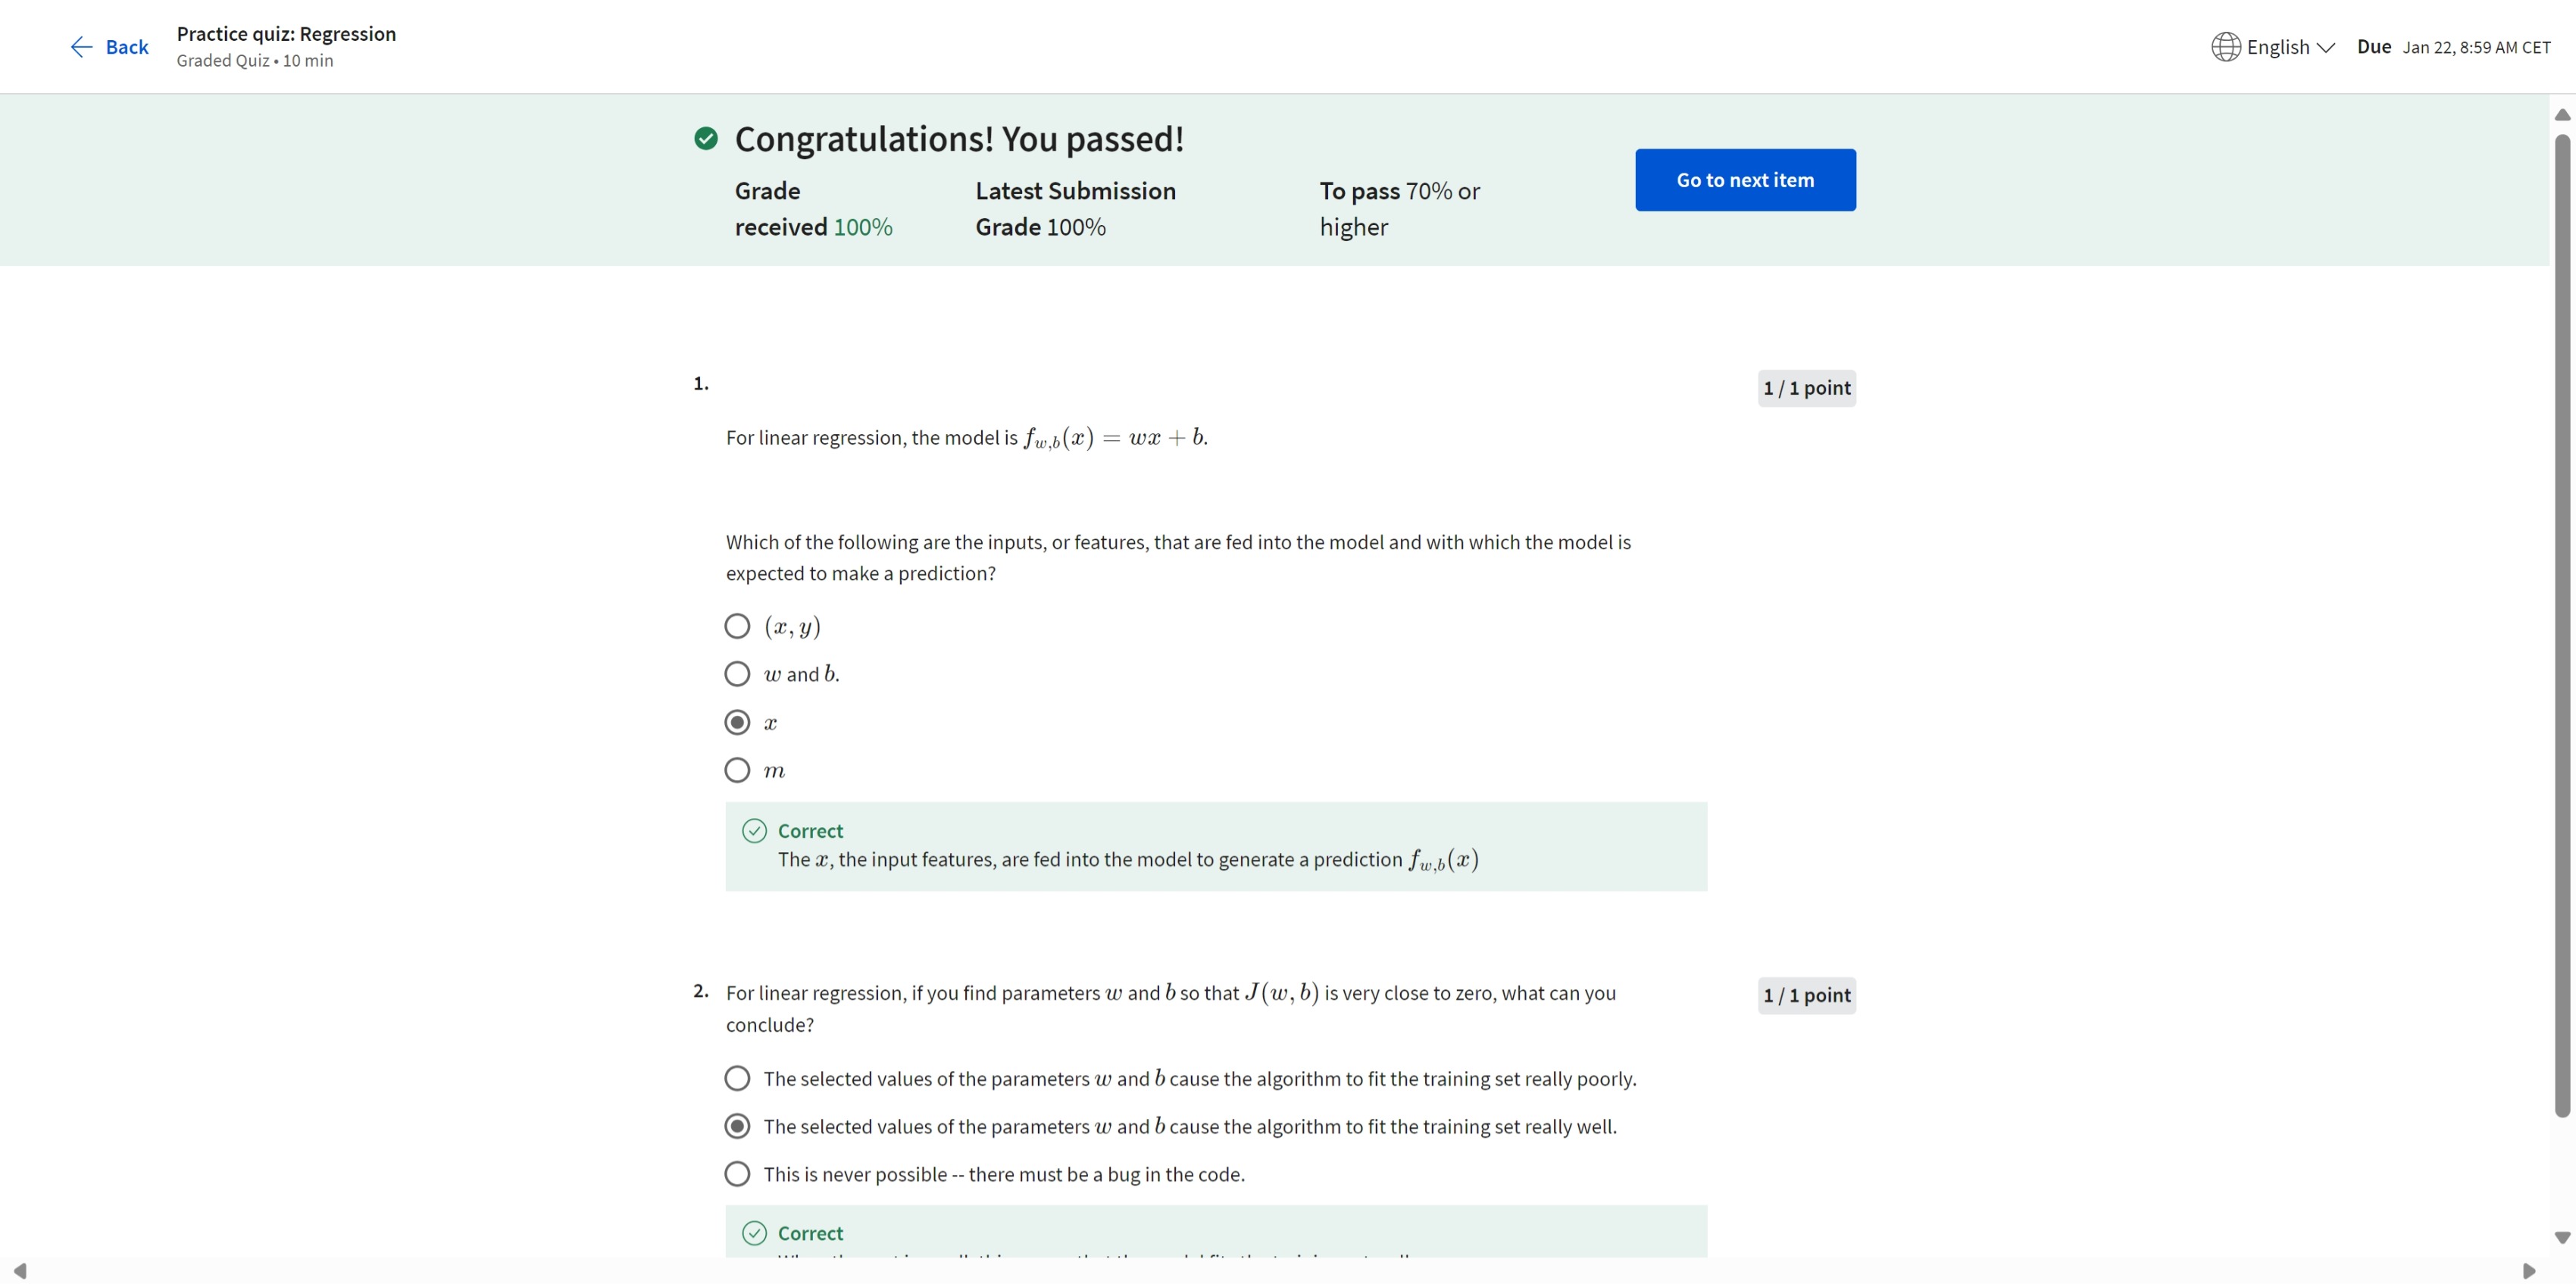 Back
Practice quiz: Regression
Graded Quiz • 10 min
English
Due Jan 22, 8:59 AM CET
Congratulations! You passed!
Grade received 100%
Latest Submission Grade 100%
To pass 70% or higher
Go to next item
1.
1 / 1 point
For linear regression, the model is f_{w,b}(x) = wx + b.
Which of the following are the inputs, or features, that are fed into the model and with which the model is
expected to make a prediction?
(x, y)
w and b.
x
m
Correct
The x, the input features, are fed into the model to generate a prediction f_{w,b}(x)
2. For linear regression, if you find parameters w and b so that J(w, b) is very close to zero, what can you
conclude?
1 / 1 point
The selected values of the parameters w and b cause the algorithm to fit the training set really poorly.
The selected values of the parameters w and b cause the algorithm to fit the training set really well.
This is never possible -- there must be a bug in the code.
Correct